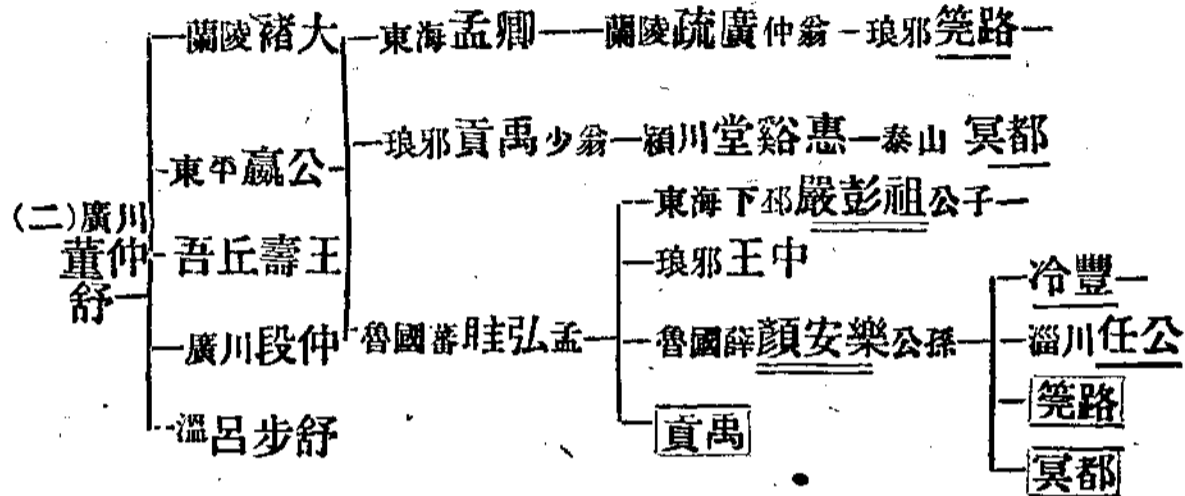 蘭陵褚大
東海孟卿
蘭陵疏廣仲翁
琅邪筦路
琅邪貢禹少翁
潁川堂谿惠
泰山 冥都
東平嬴公
東海下邳嚴彭祖公子
(二)廣川
董仲
舒
吾丘壽王
琅邪王中
冷豐
廣川段仲
魯國蕃眭弘孟
魯國薛顏安樂公孫
淄川任公
筦路
溫呂步舒
貢禹
冥都